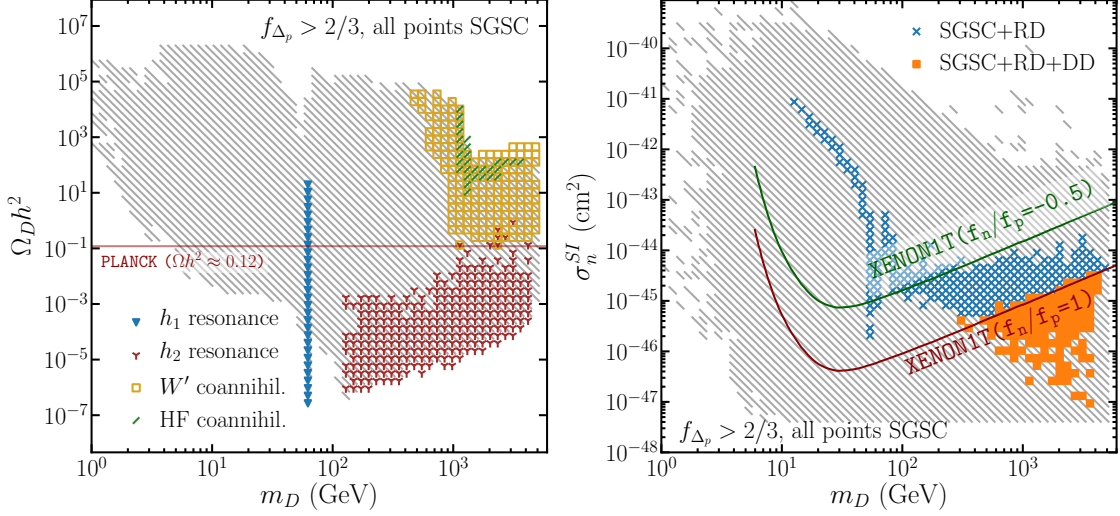 f_{Δ_p} > 2/3, all points SGSC
10^7
10^5
10^3
10^1
10^{-1}
10^{-3}
10^{-5}
10^{-7}
Ω_D h^2
PLANCK (Ωh^2 ≈ 0.12)
h_1 resonance
h_2 resonance
W′ coannihil.
HF coannihil.
10^0
10^1
10^2
10^3
m_D (GeV)
10^{-40}
10^{-41}
10^{-42}
10^{-43}
10^{-44}
10^{-45}
10^{-46}
10^{-47}
10^{-48}
σ_n^{SI} (cm^2)
SGSC+RD
SGSC+RD+DD
XENON1T(f_n/f_p=−0.5)
XENON1T(f_n/f_p=1)
f_{Δ_p} > 2/3, all points SGSC
10^0
10^1
10^2
10^3
m_D (GeV)